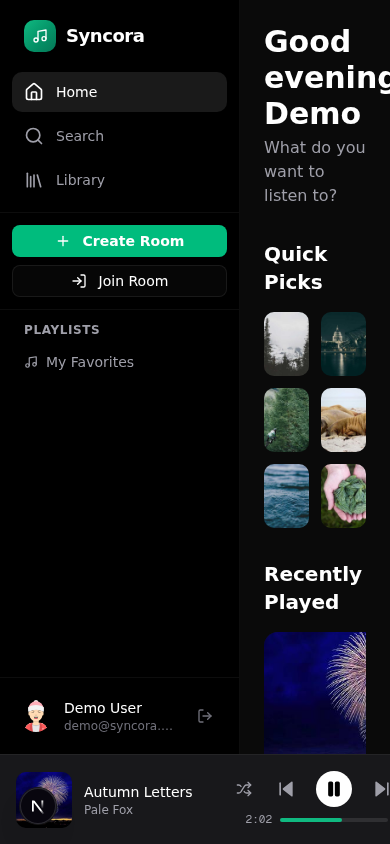 Syncora
Home
Search
Library
Create Room
Join Room
PLAYLISTS
My Favorites
Demo User
demo@syncora....
Good
evening
Demo
What do you
want to
listen to?
Quick
Picks
Recently
Played
N
Autumn Letters
Pale Fox
2:02